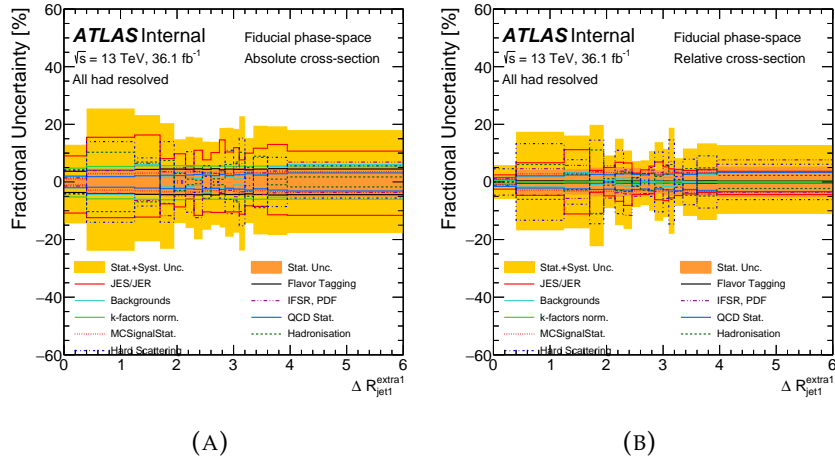 Fractional Uncertainty [%]
60
40
20
0
−20
−40
−60
ATLAS Internal
√s = 13 TeV, 36.1 fb-1
All had resolved
Fiducial phase-space
Absolute cross-section
Stat.+Syst. Unc.
Stat. Unc.
JES/JER
Flavor Tagging
Backgrounds
IFSR, PDF
k-factors norm.
QCD Stat.
MCSignalStat.
Hadronisation
Hard Scattering
0 1 2 3 4 5 6
Δ R extra1 jet1
(A)
Fractional Uncertainty [%]
60
40
20
0
−20
−40
−60
ATLAS Internal
√s = 13 TeV, 36.1 fb-1
All had resolved
Fiducial phase-space
Relative cross-section
Stat.+Syst. Unc.
Stat. Unc.
JES/JER
Flavor Tagging
Backgrounds
IFSR, PDF
k-factors norm.
QCD Stat.
MCSignalStat.
Hadronisation
Hard Scattering
0 1 2 3 4 5 6
Δ R extra1 jet1
(B)